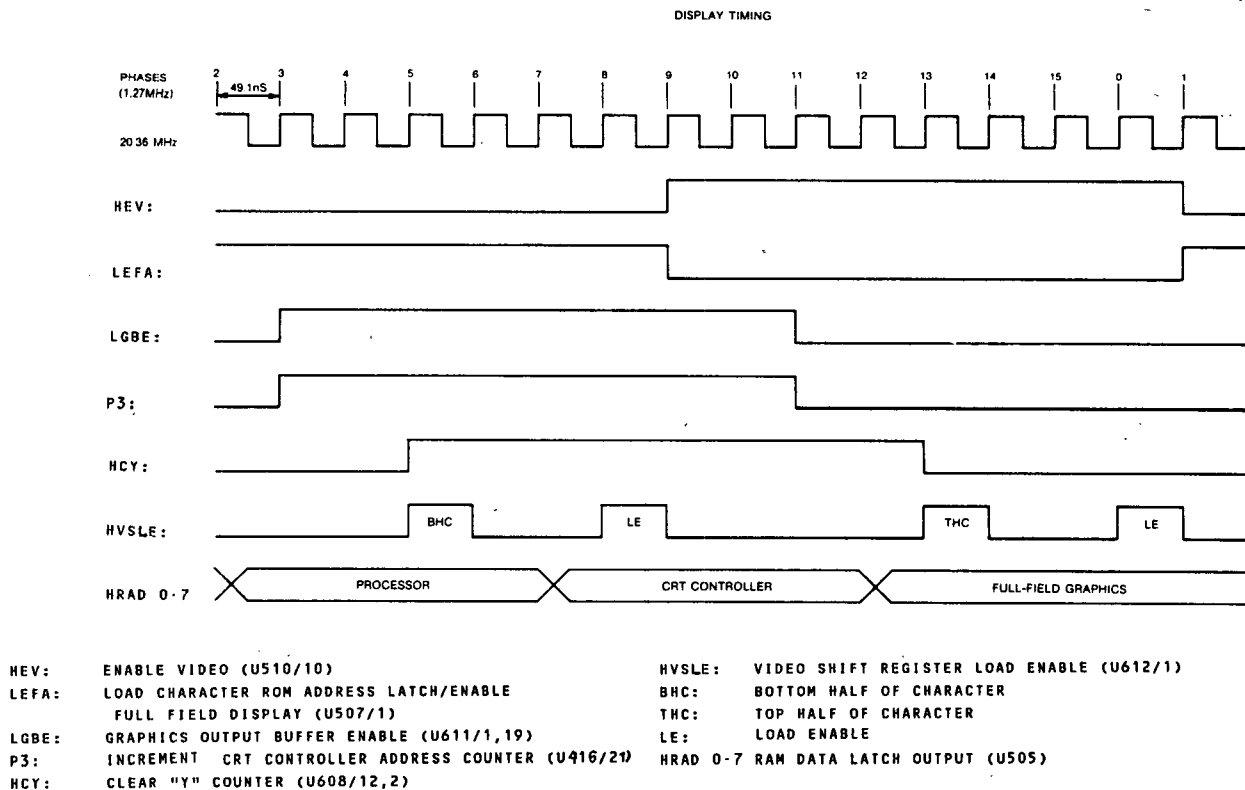 DISPLAY TIMING
PHASES 2 3 4 5 6 7 8 9 10 11 12 13 14 15 0 1
(1.27MHz) 49.1nS
20 36 MHz
HEV:
LEFA:
LGBE:
P3:
HCY:
HVSLE: BHC LE THC LE
HRAD 0-7 PROCESSOR CRT CONTROLLER FULL-FIELD GRAPHICS
HEV: ENABLE VIDEO (U510/10)
LEFA: LOAD CHARACTER ROM ADDRESS LATCH/ENABLE
FULL FIELD DISPLAY (U507/1)
LGBE: GRAPHICS OUTPUT BUFFER ENABLE (U611/1,19)
P3: INCREMENT CRT CONTROLLER ADDRESS COUNTER (U416/21)
HCY: CLEAR "Y" COUNTER (U608/12,2)
HVSLE: VIDEO SHIFT REGISTER LOAD ENABLE (U612/1)
BHC: BOTTOM HALF OF CHARACTER
THC: TOP HALF OF CHARACTER
LE: LOAD ENABLE
HRAD 0-7 RAM DATA LATCH OUTPUT (U505)